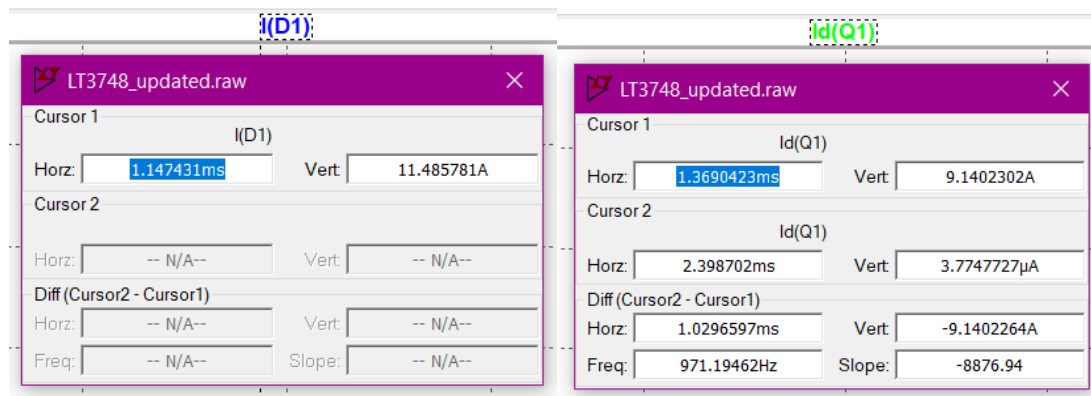 I(D1)
LT3748_updated.raw
Cursor 1
I(D1)
Horz: 1.147431ms Vert: 11.485781A
Cursor 2
Horz: -- N/A-- Vert: -- N/A--
Diff (Cursor2 - Cursor1)
Horz: -- N/A-- Vert: -- N/A--
Freq: -- N/A-- Slope: -- N/A--
Id(Q1)
LT3748_updated.raw
Cursor 1
Id(Q1)
Horz: 1.3690423ms Vert: 9.1402302A
Cursor 2
Id(Q1)
Horz: 2.398702ms Vert: 3.7747727µA
Diff (Cursor2 - Cursor1)
Horz: 1.0296597ms Vert: -9.1402264A
Freq: 971.19462Hz Slope: -8876.94